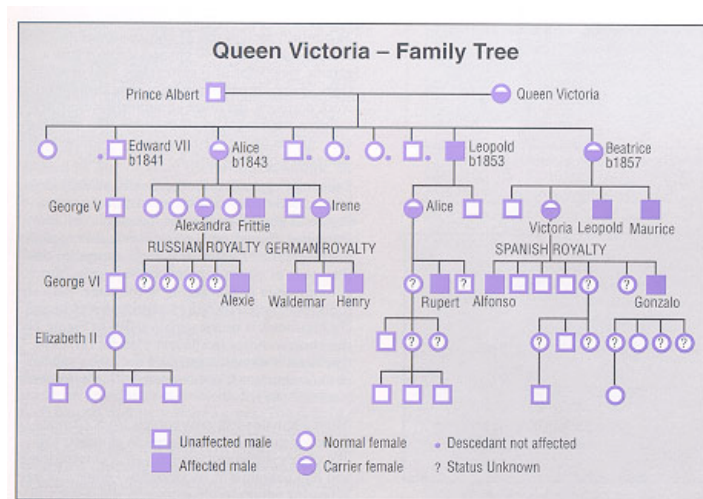 Queen Victoria – Family Tree
Prince Albert
Queen Victoria
Edward VII
b1841
Alice
b1843
Leopold
b1853
Beatrice
b1857
George V
Alexandra
Frittie
Irene
Alice
Victoria
Leopold
Maurice
RUSSIAN ROYALTY
GERMAN ROYALTY
SPANISH ROYALTY
George VI
? ? ? ?
Alexie
Waldemar
Henry
?
Rupert
?
Alfonso
?
?
Gonzalo
Elizabeth II
? ?
? ?
? ? ?
Unaffected male
Normal female
Descedant not affected
Affected male
Carrier female
? Status Unknown